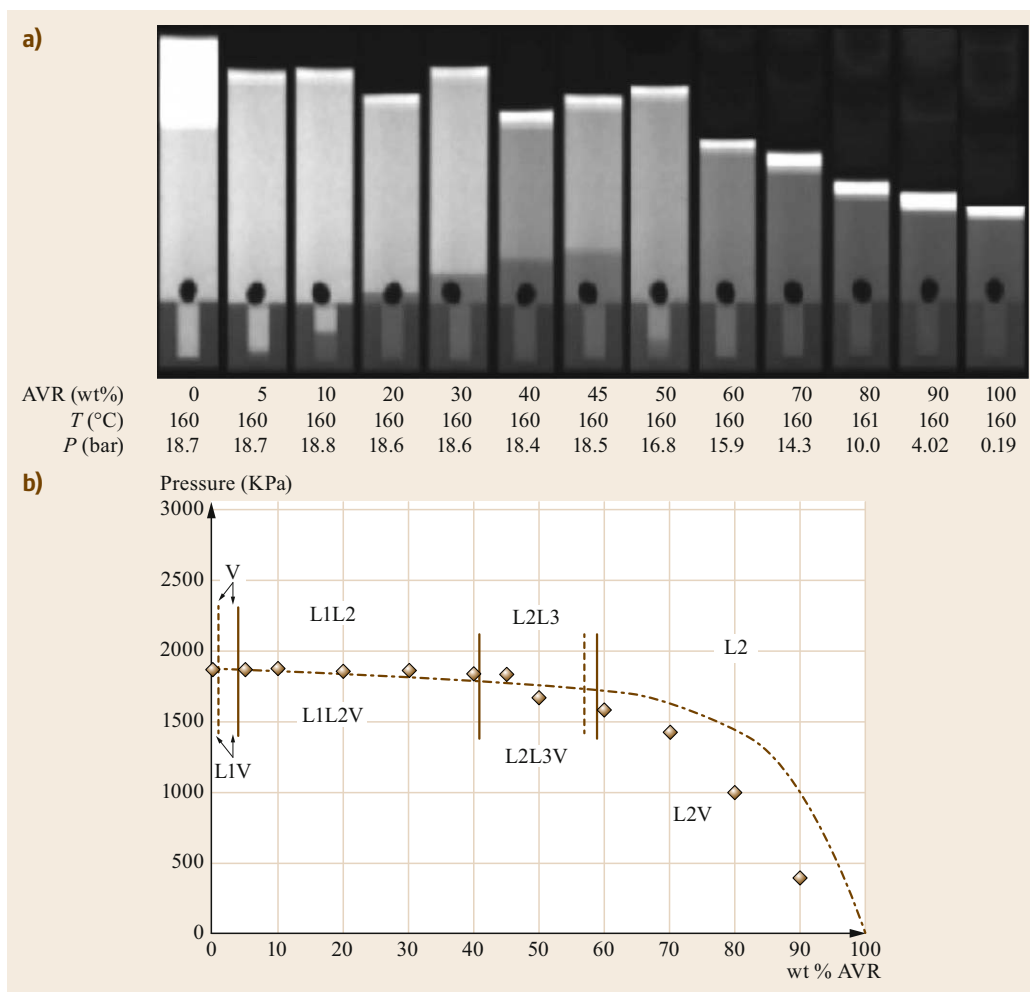 a)
AVR (wt%) 0 5 10 20 30 40 45 50 60 70 80 90 100
T (°C) 160 160 160 160 160 160 160 160 160 160 161 160 160
P (bar) 18.7 18.7 18.8 18.6 18.6 18.4 18.5 16.8 15.9 14.3 10.0 4.02 0.19
b)
Pressure (KPa)
3000
2500
V
L1L2
L2L3
L2
2000
1500
L1L2V
L1V
L2L3V
1000
L2V
500
0
0 10 20 30 40 50 60 70 80 90 100
wt % AVR